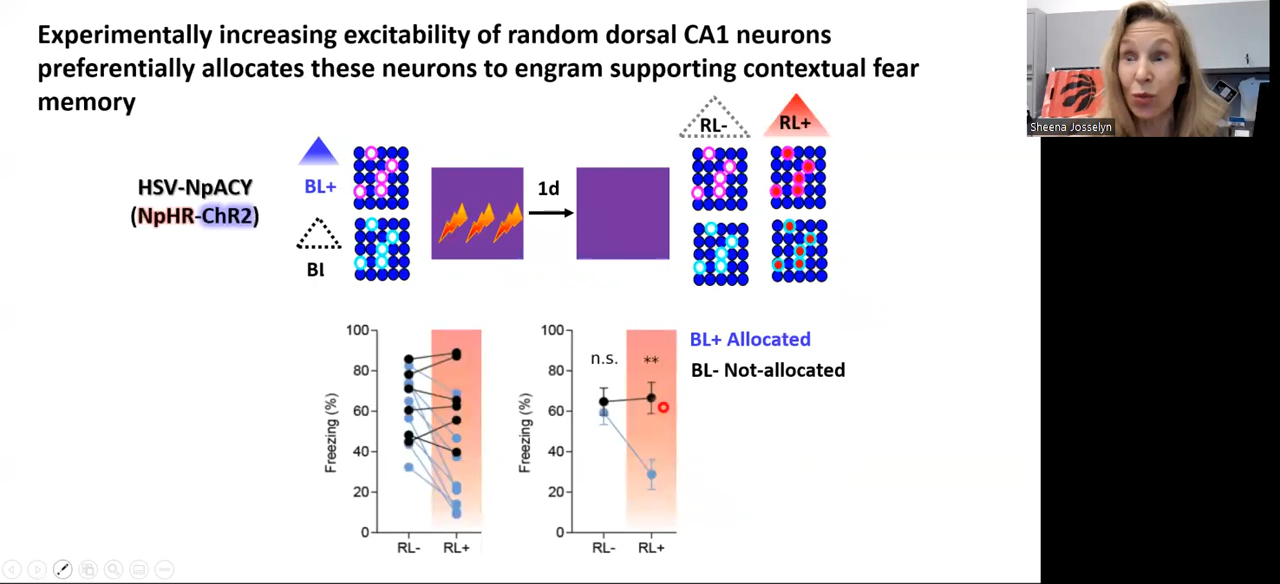 Experimentally increasing excitability of random dorsal CA1 neurons
preferentially allocates these neurons to engram supporting contextual fear
memory
Sheena Josselyn
HSV-NpACY
(NpHR-ChR2)
BL+
Bl
1d
RL-
RL+
100
80
60
40
20
0
Freezing (%)
RL-
RL+
100
80
60
40
20
0
Freezing (%)
n.s.
**
RL-
RL+
BL+ Allocated
BL- Not-allocated